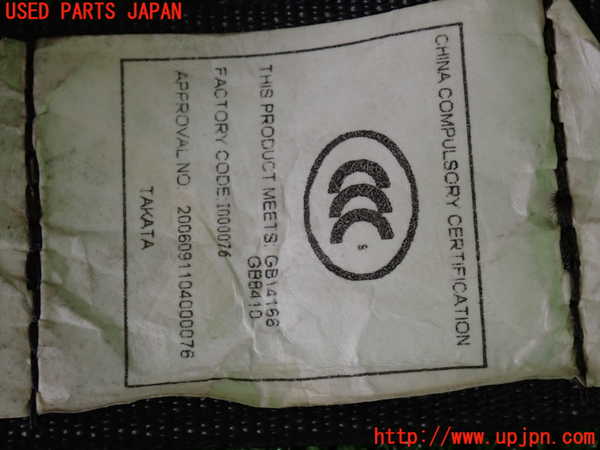 USED PARTS JAPAN
CHINA COMPULSORY CERTIFICATION
CCC
S
THIS PRODUCT MEETS: GB14166
GB8410
FACTORY CODE I000076
APPROVAL NO. 2006091104000076
TAKATA
http://www.upjpn.com